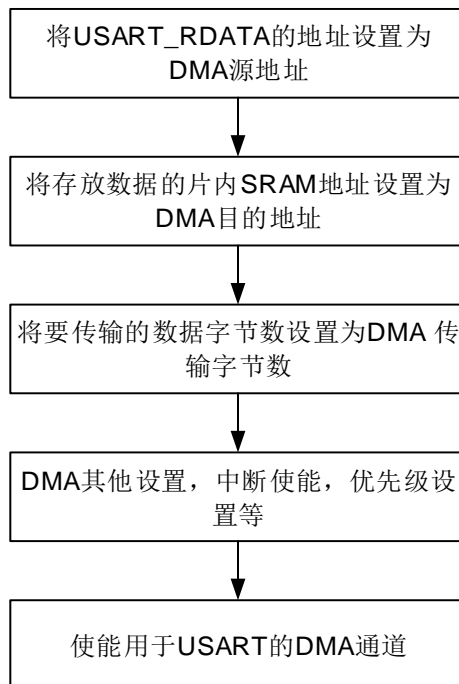 将USART_RDATA的地址设置为
DMA源地址
将存放数据的片内SRAM地址设置为
DMA目的地址
将要传输的数据字节数设置为DMA 传
输字节数
DMA其他设置，中断使能，优先级设
置等
使能用于USART的DMA通道